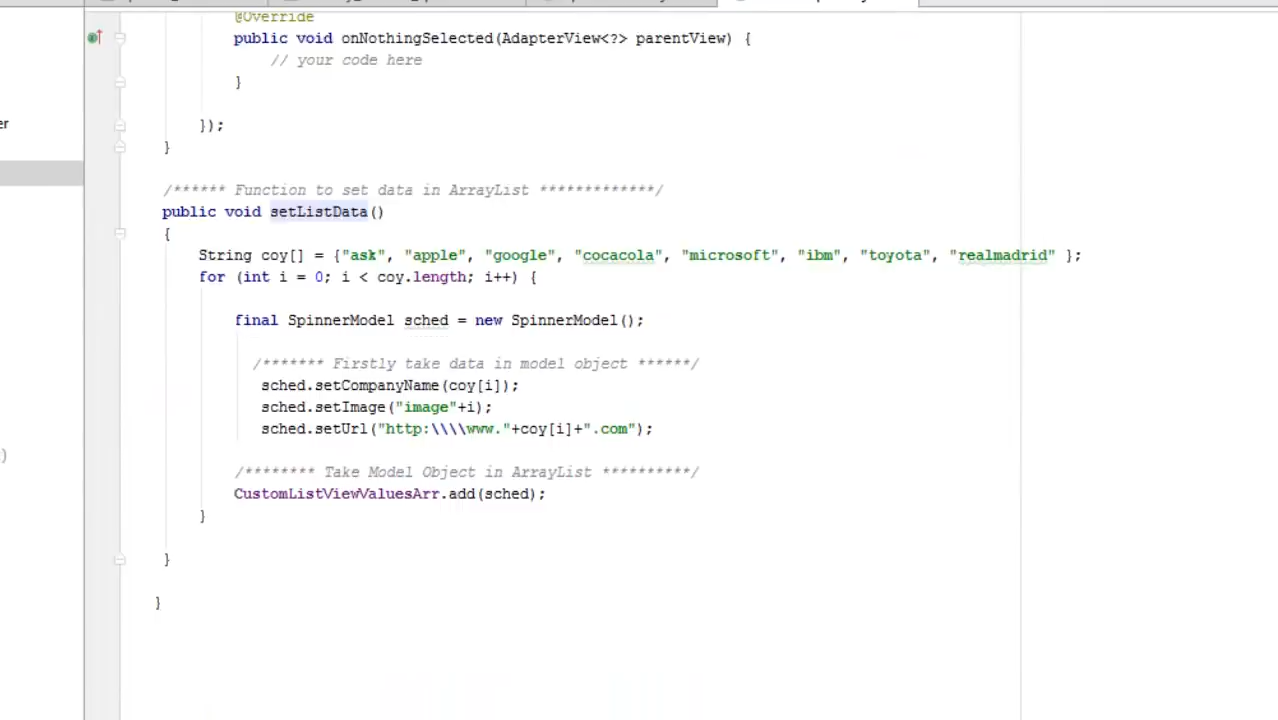 @Override
public void onNothingSelected(AdapterView<?> parentView) {
// your code here
}
er
});
}
/****** Function to set data in ArrayList *************/
public void setListData()
{
String coy[] = {"ask", "apple", "google", "cocacola", "microsoft", "ibm", "toyota", "realmadrid" };
for (int i = 0; i < coy.length; i++) {
final SpinnerModel sched = new SpinnerModel();
/******* Firstly take data in model object ******/
sched.setCompanyName(coy[i]);
sched.setImage("image"+i);
sched.setUrl("http:\\\\www."+coy[i]+".com");
)
/******** Take Model Object in ArrayList **********/
CustomListViewValuesArr.add(sched);
}
}
}